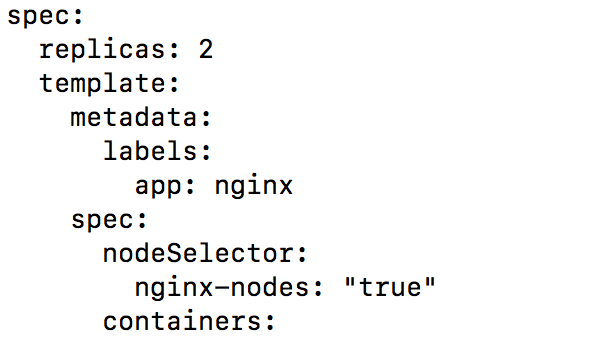 spec:
  replicas: 2
  template:
    metadata:
      labels:
        app: nginx
    spec:
      nodeSelector:
        nginx-nodes: "true"
      containers: